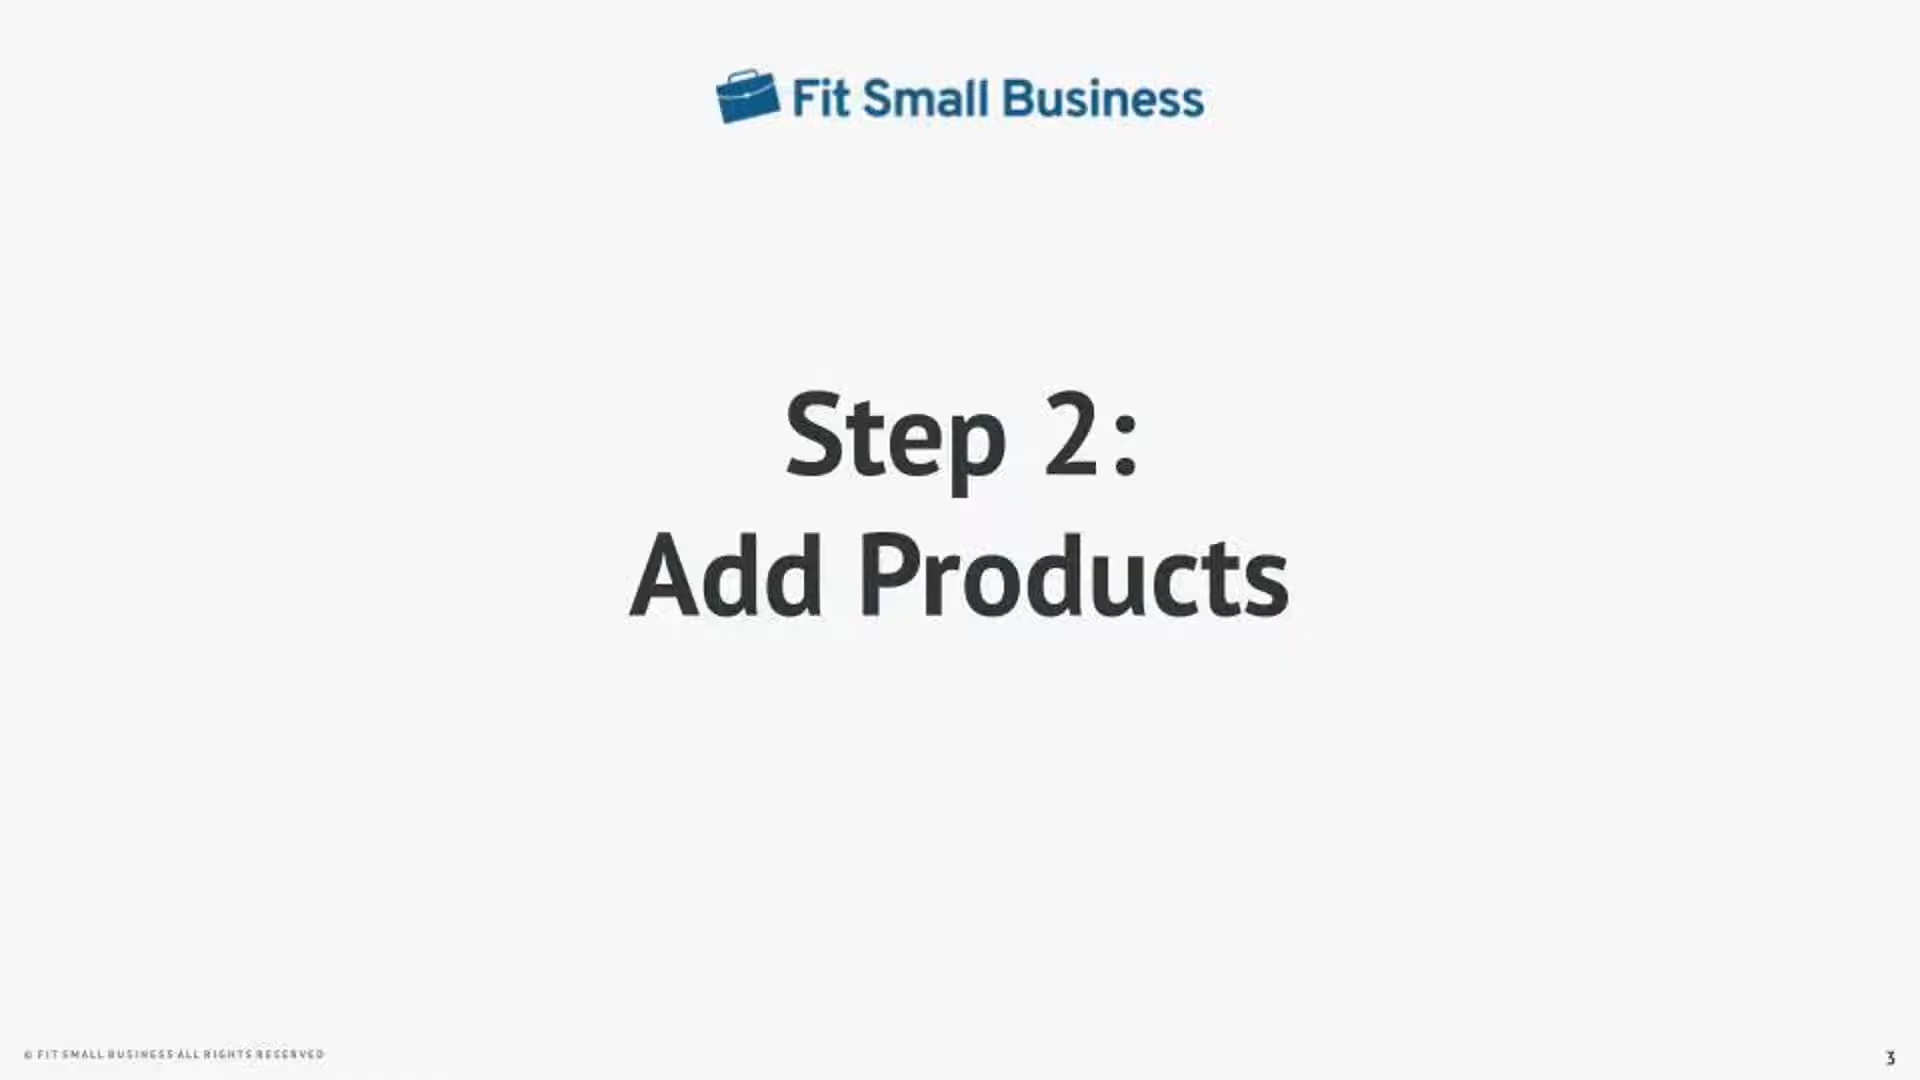 Fit Small Business
Step 2:
Add Products
© FIT SMALL BUSINESS ALL RIGHTS RESERVED
3